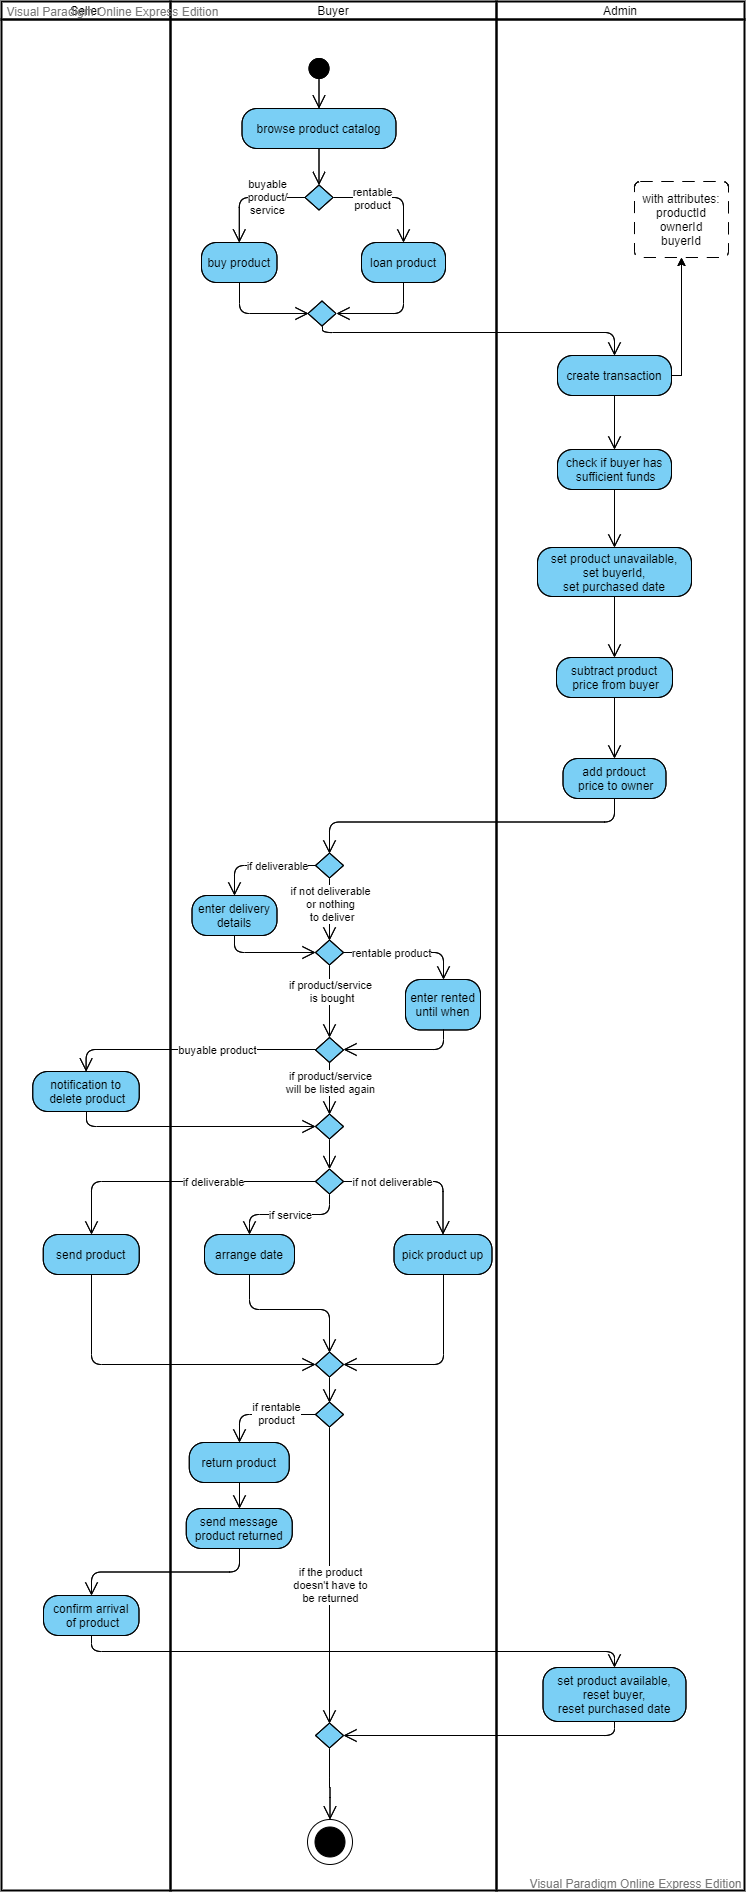 Visual Paradigm Online Express Edition
Seller
Buyer
Admin
browse product catalog
buyable
product/
service
rentable
product
with attributes:
productId
ownerId
buyerId
buy product
loan product
create transaction
check if buyer has
sufficient funds
set product unavailable,
set buyerId,
set purchased date
subtract product
price from buyer
add prdouct
price to owner
if deliverable
if not deliverable
or nothing
to deliver
enter delivery
details
rentable product
if product/service
is bought
enter rented
until when
buyable product
if product/service
will be listed again
notification to
delete product
if deliverable
if not deliverable
if service
send product
arrange date
pick product up
if rentable
product
return product
send message
product returned
if the product
doesn't have to
be returned
confirm arrival
of product
set product available,
reset buyer,
reset purchased date
Visual Paradigm Online Express Edition